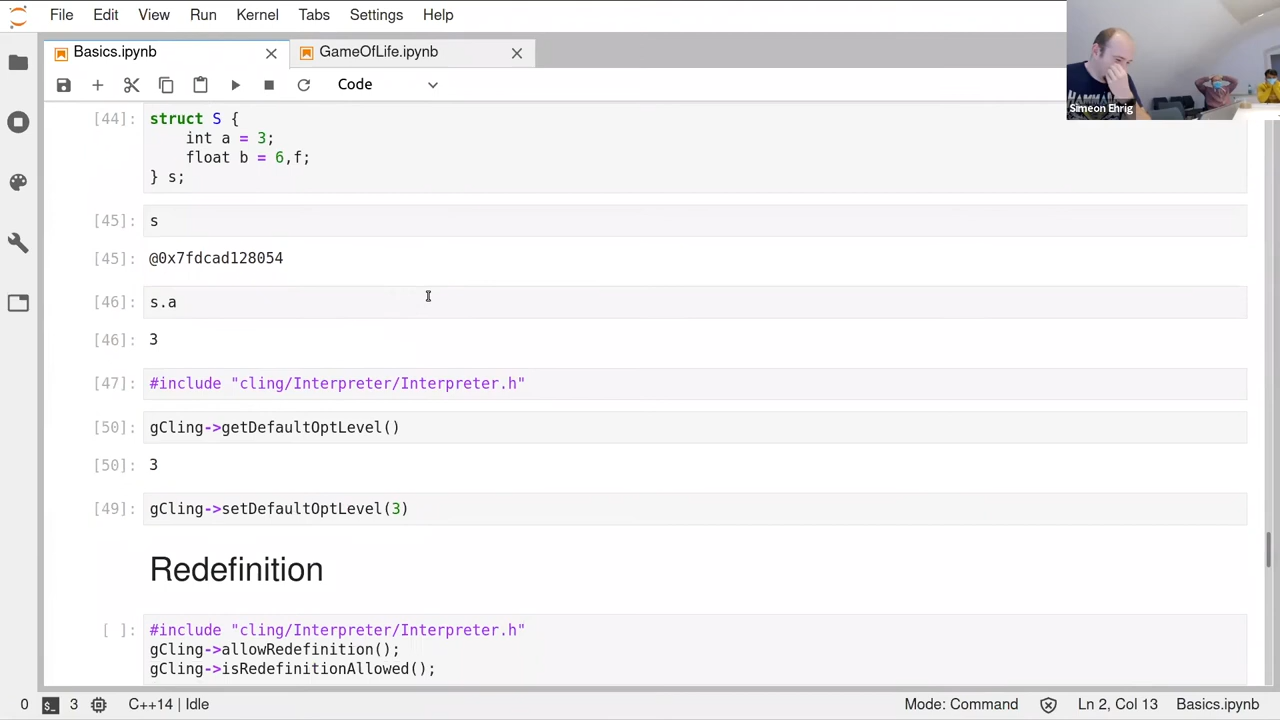 File Edit View Run Kernel Tabs Settings Help
Basics.ipynb GameOfLife.ipynb
Code
Simeon Ehrig
[44]: struct S {
int a = 3;
float b = 6,f;
} s;
[45]: s
[45]: @0x7fdcad128054
[46]: s.a
[46]: 3
[47]: #include "cling/Interpreter/Interpreter.h"
[50]: gCling->getDefaultOptLevel()
[50]: 3
[49]: gCling->setDefaultOptLevel(3)
Redefinition
[ ]: #include "cling/Interpreter/Interpreter.h"
gCling->allowRedefinition();
gCling->isRedefinitionAllowed();
0 $_ 3 C++14 | Idle Mode: Command Ln 2, Col 13 Basics.ipynb